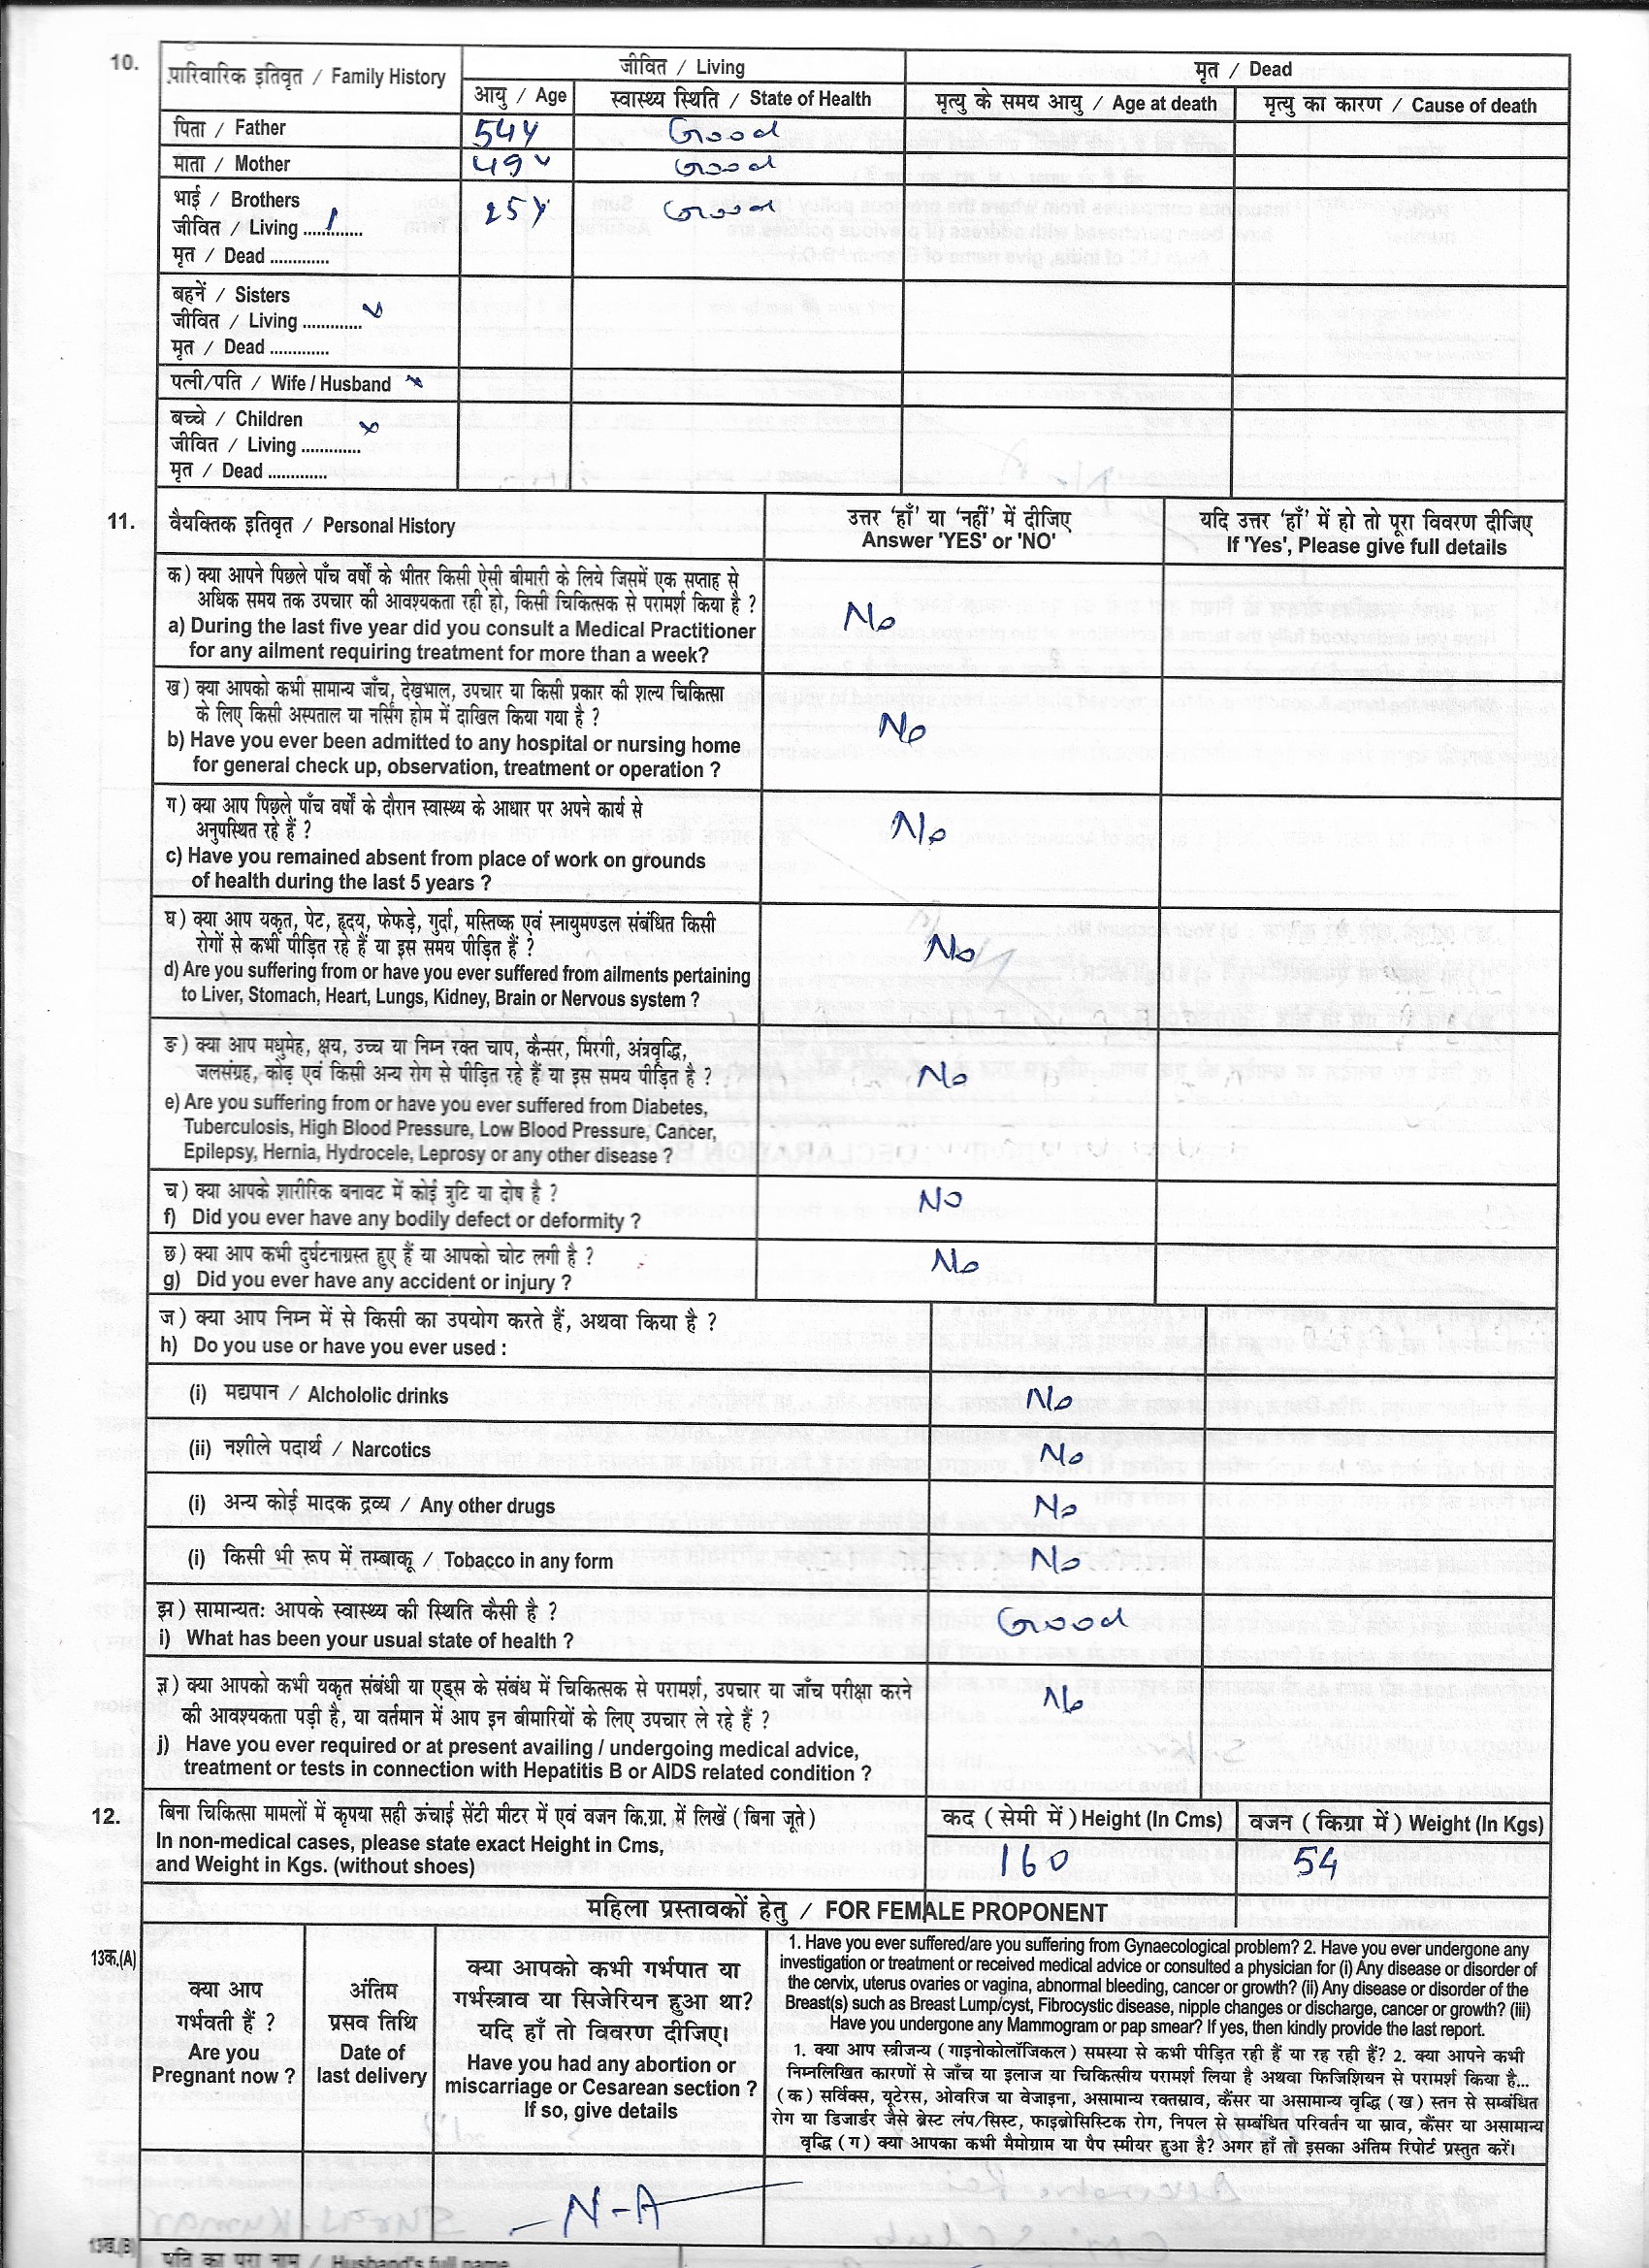 10.
पारिवारिक इतिवृत / Family History
जीवित / Living
मृत / Dead
आयु / Age
स्वास्थ्य स्थिति / State of Health
मृत्यु के समय आयु / Age at death
मृत्यु का कारण / Cause of death
पिता / Father 54Y Good
माता / Mother 49Y Good
भाई / Brothers 25Y Good
जीवित / Living ............. 1
मृत / Dead .............
बहनें / Sisters
जीवित / Living .............
मृत / Dead .............
पत्नी/पति / Wife / Husband ×
बच्चे / Children ×
जीवित / Living .............
मृत / Dead .............
11.
वैयक्तिक इतिवृत / Personal History
उत्तर ‘हाँ’ या ‘नहीं’ में दीजिए
Answer 'YES' or 'NO'
यदि उत्तर ‘हाँ’ में हो तो पूरा विवरण दीजिए
If 'Yes', Please give full details
क) क्या आपने पिछले पाँच वर्षों के भीतर किसी ऐसी बीमारी के लिये जिसमें एक सप्ताह से
अधिक समय तक उपचार की आवश्यकता रही हो, किसी चिकित्सक से परामर्श किया है ?
a) During the last five year did you consult a Medical Practitioner
for any ailment requiring treatment for more than a week?
No
ख) क्या आपको कभी सामान्य जाँच, देखभाल, उपचार या किसी प्रकार की शल्य चिकित्सा
के लिए किसी अस्पताल या नर्सिंग होम में दाखिल किया गया है ?
b) Have you ever been admitted to any hospital or nursing home
for general check up, observation, treatment or operation ?
No
ग) क्या आप पिछले पाँच वर्षों के दौरान स्वास्थ्य के आधार पर अपने कार्य से
अनुपस्थित रहे हैं ?
c) Have you remained absent from place of work on grounds
of health during the last 5 years ?
No
घ) क्या आप यकृत, पेट, हृदय, फेफड़े, गुर्दा, मस्तिष्क एवं स्नायुमण्डल संबंधित किसी
रोगों से कभी पीड़ित रहे हैं या इस समय पीड़ित हैं ?
d) Are you suffering from or have you ever suffered from ailments pertaining
to Liver, Stomach, Heart, Lungs, Kidney, Brain or Nervous system ?
No
ङ) क्या आप मधुमेह, क्षय, उच्च या निम्न रक्त चाप, कैन्सर, मिरगी, अंत्रवृद्धि,
जलसंग्रह, कोढ़ एवं किसी अन्य रोग से पीड़ित रहे हैं या इस समय पीड़ित है ?
e) Are you suffering from or have you ever suffered from Diabetes,
Tuberculosis, High Blood Pressure, Low Blood Pressure, Cancer,
Epilepsy, Hernia, Hydrocele, Leprosy or any other disease ?
No
च) क्या आपके शारीरिक बनावट में कोई त्रुटि या दोष है ?
f) Did you ever have any bodily defect or deformity ?
No
छ) क्या आप कभी दुर्घटनाग्रस्त हुए हैं या आपको चोट लगी है ?
g) Did you ever have any accident or injury ?
No
ज) क्या आप निम्न में से किसी का उपयोग करते हैं, अथवा किया है ?
h) Do you use or have you ever used :
(i) मद्यपान / Alchololic drinks No
(ii) नशीले पदार्थ / Narcotics No
(i) अन्य कोई मादक द्रव्य / Any other drugs No
(i) किसी भी रूप में तम्बाकू / Tobacco in any form No
झ) सामान्यतः आपके स्वास्थ्य की स्थिति कैसी है ?
i) What has been your usual state of health ?
Good
ञ) क्या आपको कभी यकृत संबंधी या एड्स के संबंध में चिकित्सक से परामर्श, उपचार या जाँच परीक्षा करने
की आवश्यकता पड़ी है, या वर्तमान में आप इन बीमारियों के लिए उपचार ले रहे हैं ?
j) Have you ever required or at present availing / undergoing medical advice,
treatment or tests in connection with Hepatitis B or AIDS related condition ?
No
12.
बिना चिकित्सा मामलों में कृपया सही ऊंचाई सेंटी मीटर में एवं वजन कि.ग्रा. में लिखें (बिना जूते)
In non-medical cases, please state exact Height in Cms,
and Weight in Kgs. (without shoes)
कद ( सेमी में ) Height (In Cms)
वजन ( किग्रा में ) Weight (In Kgs)
160
54
महिला प्रस्तावकों हेतु / FOR FEMALE PROPONENT
13क.(A)
क्या आप
गर्भवती हैं ?
Are you
Pregnant now ?
अंतिम
प्रसव तिथि
Date of
last delivery
क्या आपको कभी गर्भपात या
गर्भस्त्राव या सिजेरियन हुआ था?
यदि हाँ तो विवरण दीजिए।
Have you had any abortion or
miscarriage or Cesarean section ?
If so, give details
1. Have you ever suffered/are you suffering from Gynaecological problem? 2. Have you ever undergone any
investigation or treatment or received medical advice or consulted a physician for (i) Any disease or disorder of
the cervix, uterus ovaries or vagina, abnormal bleeding, cancer or growth? (ii) Any disease or disorder of the
Breast(s) such as Breast Lump/cyst, Fibrocystic disease, nipple changes or discharge, cancer or growth? (iii)
Have you undergone any Mammogram or pap smear? If yes, then kindly provide the last report.
1. क्या आप स्त्रीजन्य (गाइनोकोलॉजिकल) समस्या से कभी पीड़ित रही हैं या रह रही हैं? 2. क्या आपने कभी
निम्नलिखित कारणों से जाँच या इलाज या चिकित्सीय परामर्श लिया है अथवा फिजिशियन से परामर्श किया है...
(क) सर्विक्स, यूटेरस, ओवरिज या वेजाइना, असामान्य रक्तस्राव, कैंसर या असामान्य वृद्धि (ख) स्तन से सम्बंधित
रोग या डिजार्डर जैसे ब्रेस्ट लंप/सिस्ट, फाइब्रोसिस्टिक रोग, निपल से सम्बंधित परिवर्तन या स्राव, कैंसर या असामान्य
वृद्धि (ग) क्या आपका कभी मैमोग्राम या पैप स्मीयर हुआ है? अगर हाँ तो इसका अंतिम रिपोर्ट प्रस्तुत करें।
N-A
13ख.(B)
पति का पूरा नाम / Husband's full name